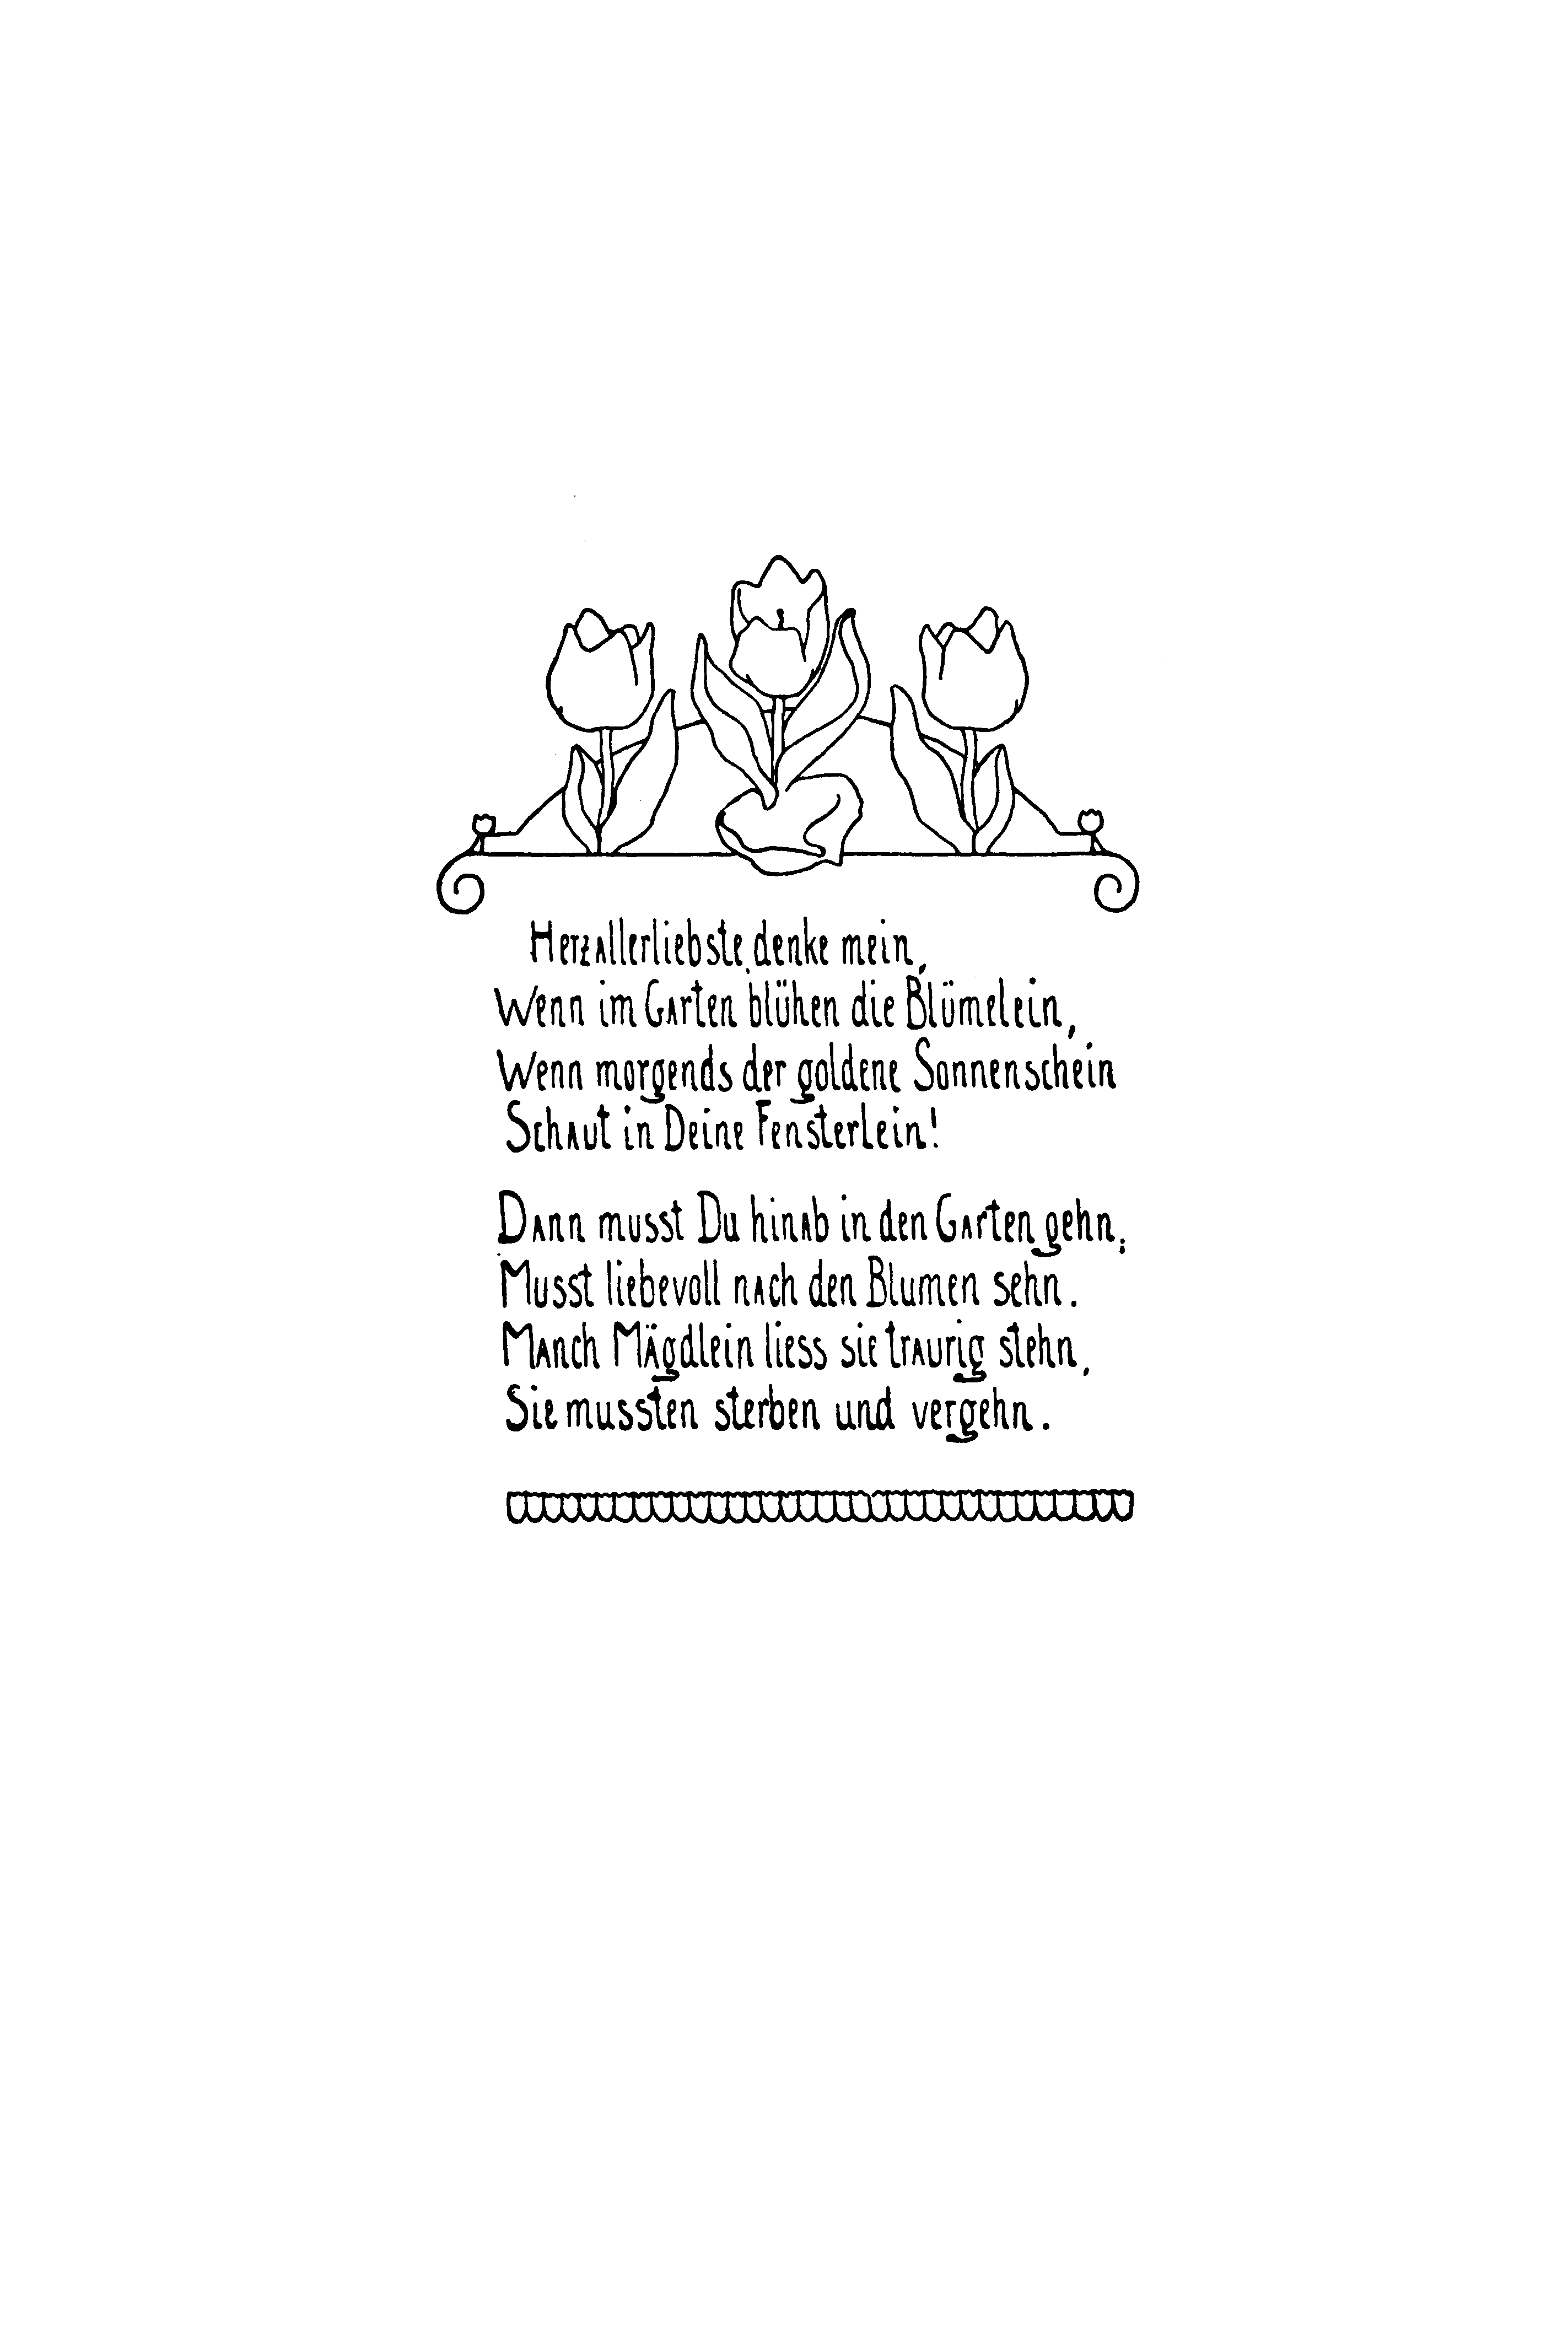 Herzallerliebste, denke mein,
Wenn im Garten blühen die Blümelein,
Wenn morgends der goldene Sonnenschein
Schaut in Deine Fensterlein!
Dann musst Du hinab in den Garten gehn;
Musst liebevoll nach den Blumen sehn.
Manch Mägdlein liess sie traurig stehn,
Sie mussten sterben und vergehn.